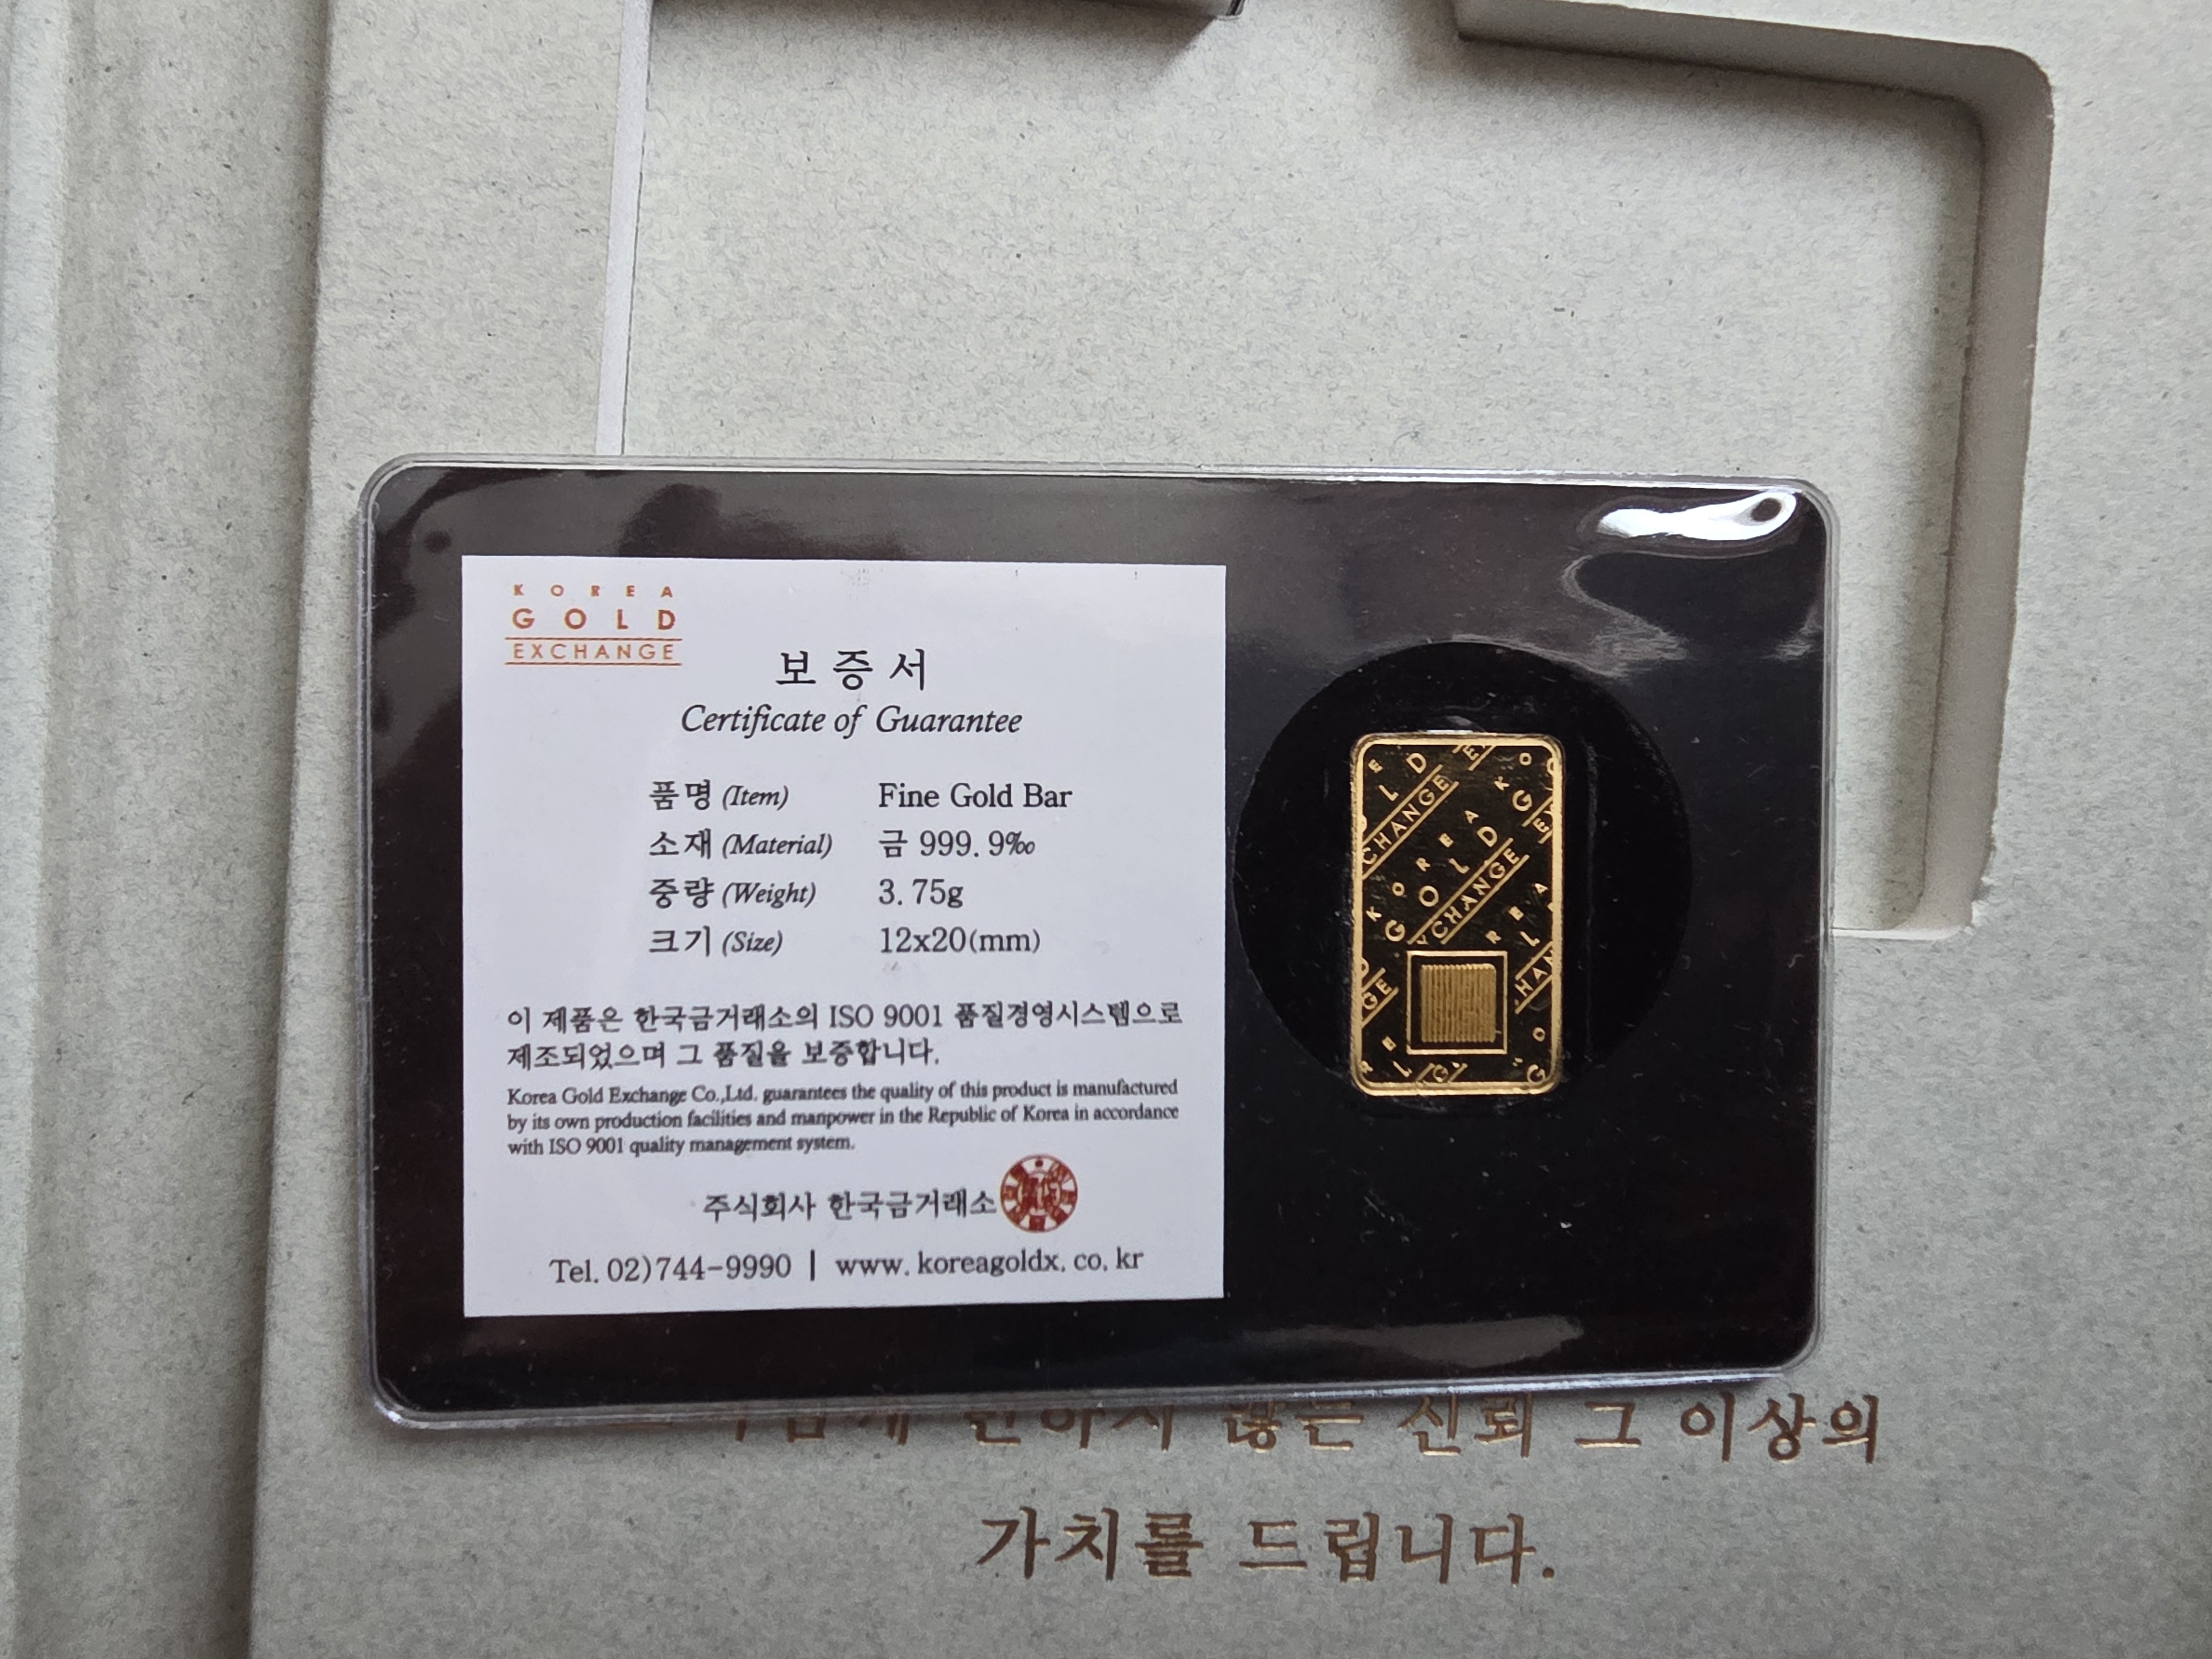 KOREA
GOLD
EXCHANGE
보증서
Certificate of Guarantee
품명 (Item) Fine Gold Bar
소재 (Material) 금 999.9‰
중량 (Weight) 3.75g
크기 (Size) 12x20(mm)
이 제품은 한국금거래소의 ISO 9001 품질경영시스템으로
제조되었으며 그 품질을 보증합니다.
Korea Gold Exchange Co.,Ltd. guarantees the quality of this product is manufactured
by its own production facilities and manpower in the Republic of Korea in accordance
with ISO 9001 quality management system.
주식회사 한국금거래소
Tel. 02)744-9990 | www.koreagoldx.co.kr
KOREA
GOLD
변하지 않는 신뢰 그 이상의
가치를 드립니다.